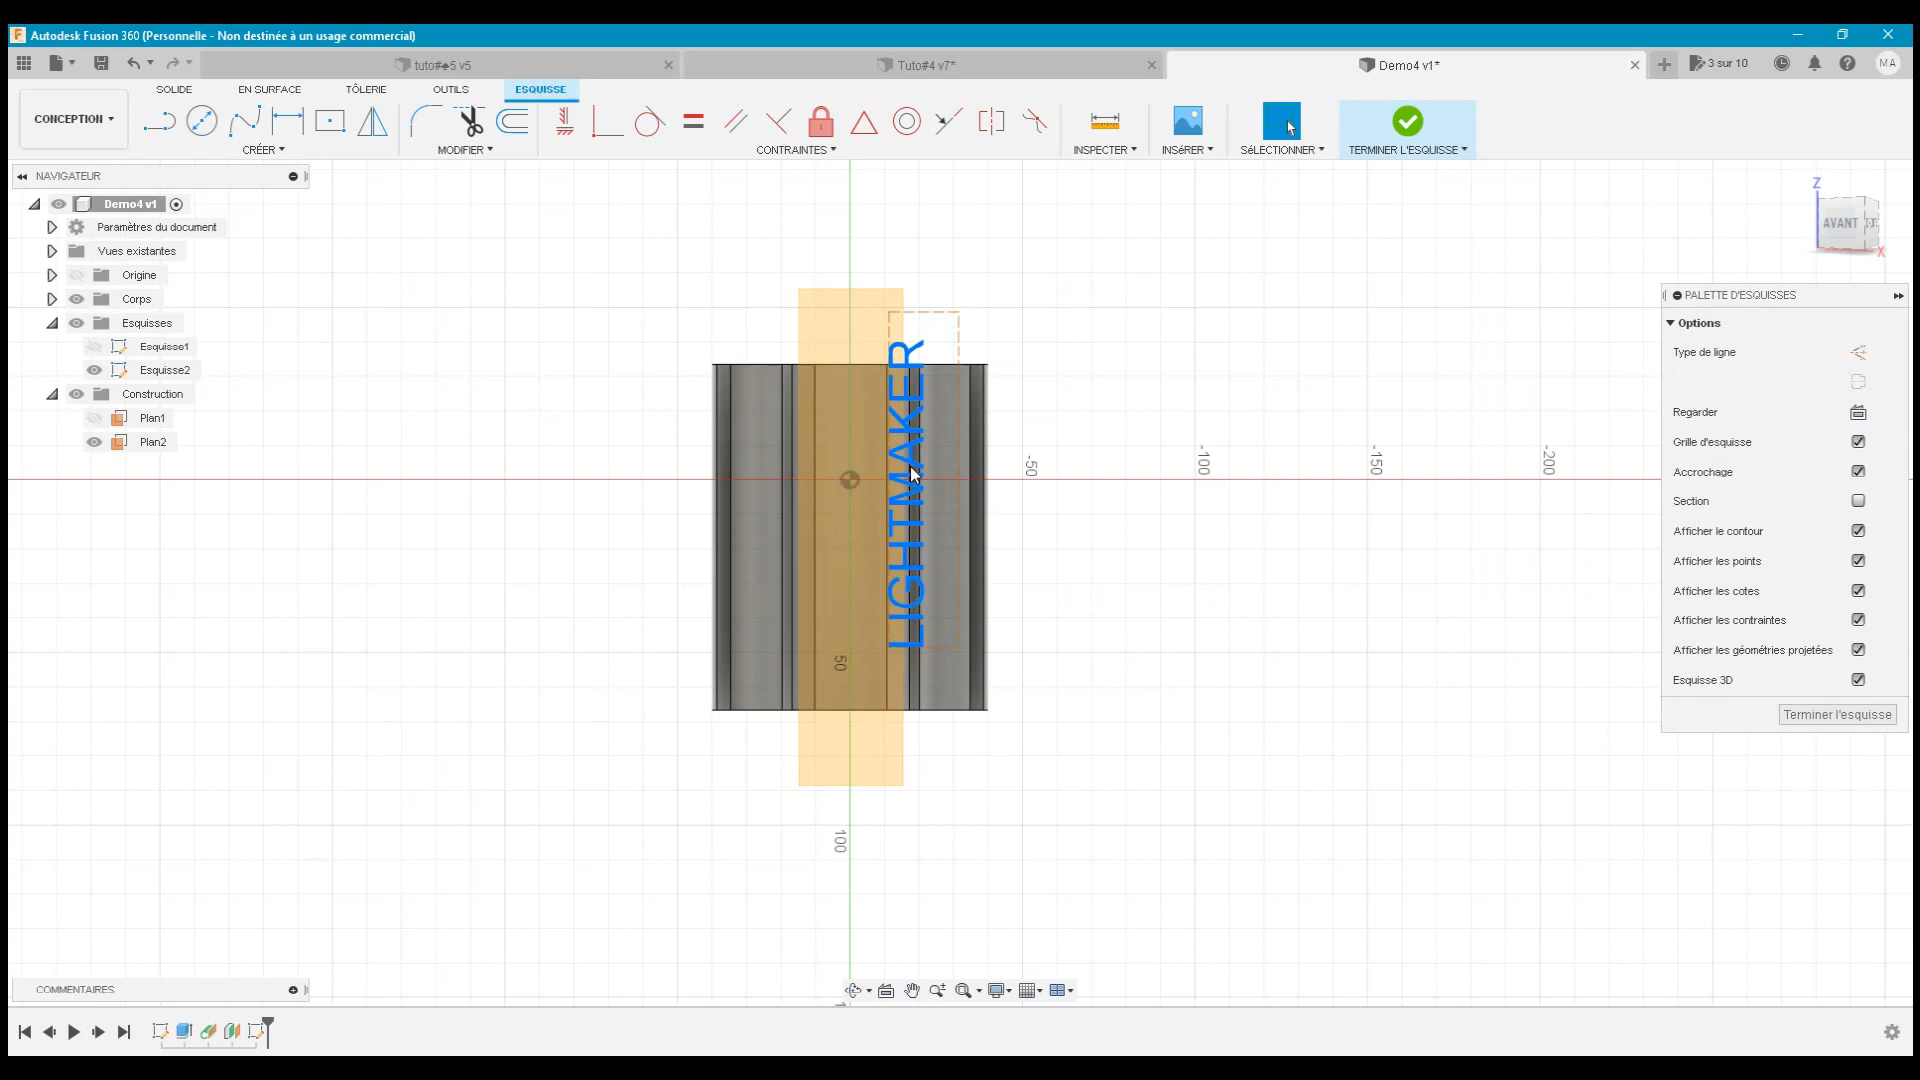 Autodesk Fusion 360 (Personnelle - Non destinée à un usage commercial)
tuto#♣5 v5
Tuto#4 v7*
Demo4 v1*
3 sur 10
MA
CONCEPTION
SOLIDE
EN SURFACE
TÔLERIE
OUTILS
ESQUISSE
CRÉER
MODIFIER
CONTRAINTES
INSPECTER
INSéRER
SéLECTIONNER
TERMINER L'ESQUISSE
NAVIGATEUR
Demo4 v1
Paramètres du document
Vues existantes
Origine
Corps
Esquisses
Esquisse1
Esquisse2
Construction
Plan1
Plan2
LIGHTMAKER
50
100
-50
-100
-150
-200
Z
AVANT
X
PALETTE D'ESQUISSES
Options
Type de ligne
Regarder
Grille d'esquisse
Accrochage
Section
Afficher le contour
Afficher les points
Afficher les cotes
Afficher les contraintes
Afficher les géométries projetées
Esquisse 3D
Terminer l'esquisse
COMMENTAIRES